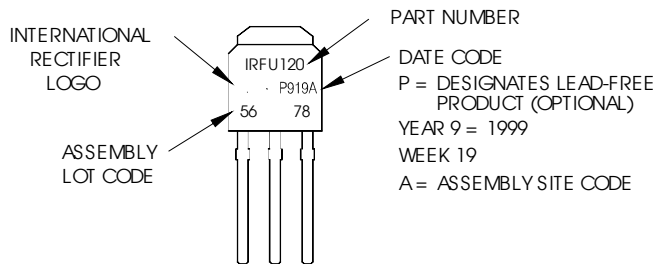 INTERNATIONAL
RECTIFIER
LOGO
ASSEMBLY
LOT CODE
IRFU120
P919A
56 78
PART NUMBER
DATE CODE
P = DESIGNATES LEAD-FREE
PRODUCT (OPTIONAL)
YEAR 9 = 1999
WEEK 19
A = ASSEMBLY SITE CODE